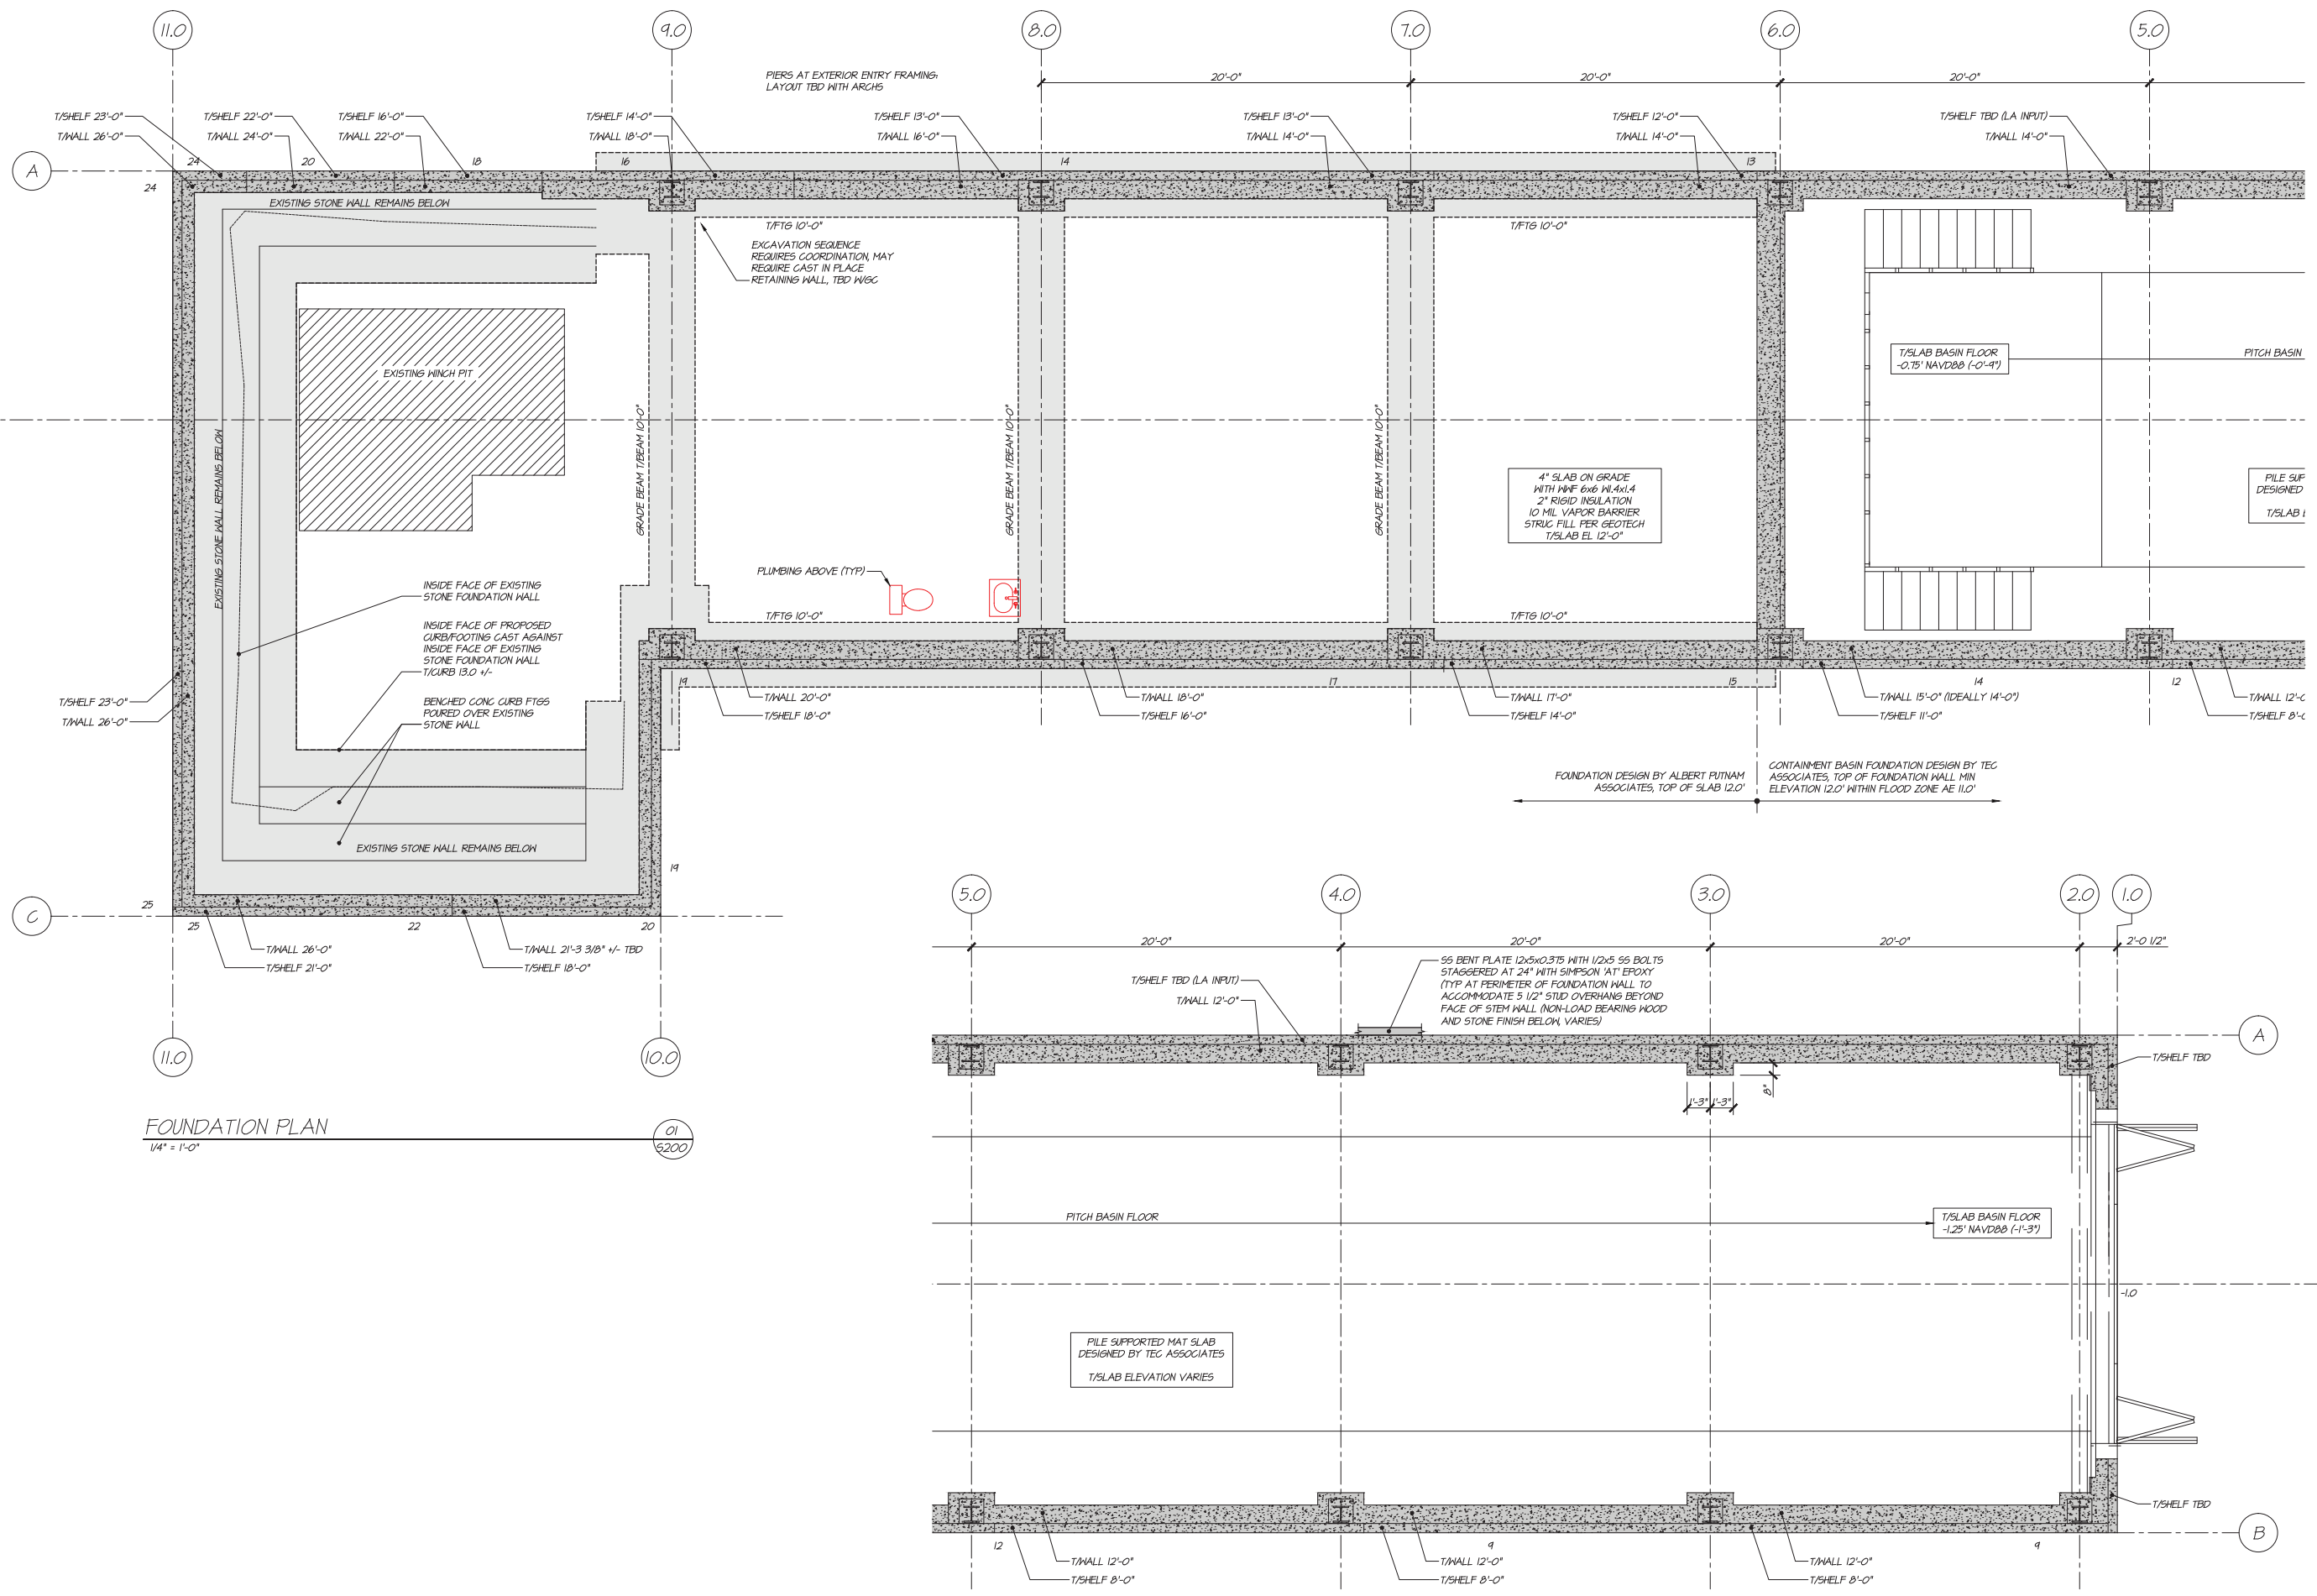 11.0
9.0
8.0
7.0
6.0
5.0
PIERS AT EXTERIOR ENTRY FRAMING:
LAYOUT TBD WITH ARCHS
20'-0"
20'-0"
20'-0"
T/SHELF 23'-0"
T/WALL 26'-0"
T/SHELF 22'-0"
T/WALL 24'-0"
T/SHELF 16'-0"
T/WALL 22'-0"
T/SHELF 14'-0"
T/WALL 18'-0"
T/SHELF 13'-0"
T/WALL 16'-0"
T/SHELF 13'-0"
T/WALL 14'-0"
T/SHELF 12'-0"
T/WALL 14'-0"
T/SHELF TBD (LA INPUT)
T/WALL 14'-0"
A
24
20
18
16
14
13
24
EXISTING STONE WALL REMAINS BELOW
T/FTG 10'-0"
T/FTG 10'-0"
EXCAVATION SEQUENCE
REQUIRES COORDINATION, MAY
REQUIRE CAST IN PLACE
RETAINING WALL, TBD W/GC
EXISTING WINCH PIT
T/SLAB BASIN FLOOR
-0.75' NAVD88 (-0'-9")
PITCH BASIN
EXISTING STONE WALL REMAINS BELOW
GRADE BEAM T/BEAM 10'-0"
GRADE BEAM T/BEAM 10'-0"
GRADE BEAM T/BEAM 10'-0"
4" SLAB ON GRADE
WITH WWF 6x6 W1.4x1.4
2" RIGID INSULATION
10 MIL VAPOR BARRIER
STRUC FILL PER GEOTECH
T/SLAB EL 12'-0"
PILE SUP
DESIGNED
T/SLAB E
PLUMBING ABOVE (TYP)
T/FTG 10'-0"
T/FTG 10'-0"
INSIDE FACE OF EXISTING
STONE FOUNDATION WALL
INSIDE FACE OF PROPOSED
CURB/FOOTING CAST AGAINST
INSIDE FACE OF EXISTING
STONE FOUNDATION WALL
T/CURB 13.0 +/-
BENCHED CONC CURB FTGS
POURED OVER EXISTING
STONE WALL
T/SHELF 23'-0"
T/WALL 26'-0"
19
17
15
14
12
T/WALL 20'-0"
T/SHELF 18'-0"
T/WALL 18'-0"
T/SHELF 16'-0"
T/WALL 17'-0"
T/SHELF 14'-0"
T/WALL 15'-0" (IDEALLY 14'-0")
T/SHELF 11'-0"
T/WALL 12'-0
T/SHELF 8'-0
FOUNDATION DESIGN BY ALBERT PUTNAM
ASSOCIATES, TOP OF SLAB 12.0'
CONTAINMENT BASIN FOUNDATION DESIGN BY TEC
ASSOCIATES, TOP OF FOUNDATION WALL MIN
ELEVATION 12.0' WITHIN FLOOD ZONE AE 11.0'
EXISTING STONE WALL REMAINS BELOW
19
C
25
25
22
20
T/WALL 26'-0"
T/SHELF 21'-0"
T/WALL 21'-3 3/8" +/- TBD
T/SHELF 18'-0"
11.0
10.0
FOUNDATION PLAN
1/4" = 1'-0"
01
S200
5.0
4.0
3.0
2.0
1.0
20'-0"
20'-0"
20'-0"
2'-0 1/2"
T/SHELF TBD (LA INPUT)
T/WALL 12'-0"
SS BENT PLATE 12x5x0.375 WITH 1/2x5 SS BOLTS
STAGGERED AT 24" WITH SIMPSON 'AT' EPOXY
(TYP AT PERIMETER OF FOUNDATION WALL TO
ACCOMMODATE 5 1/2" STUD OVERHANG BEYOND
FACE OF STEM WALL (NON-LOAD BEARING WOOD
AND STONE FINISH BELOW, VARIES)
A
T/SHELF TBD
8"
1'-3"
1'-3"
PITCH BASIN FLOOR
T/SLAB BASIN FLOOR
-1.25' NAVD88 (-1'-3")
-1.0
PILE SUPPORTED MAT SLAB
DESIGNED BY TEC ASSOCIATES
T/SLAB ELEVATION VARIES
T/SHELF TBD
B
12
9
9
T/WALL 12'-0"
T/SHELF 8'-0"
T/WALL 12'-0"
T/SHELF 8'-0"
T/WALL 12'-0"
T/SHELF 8'-0"